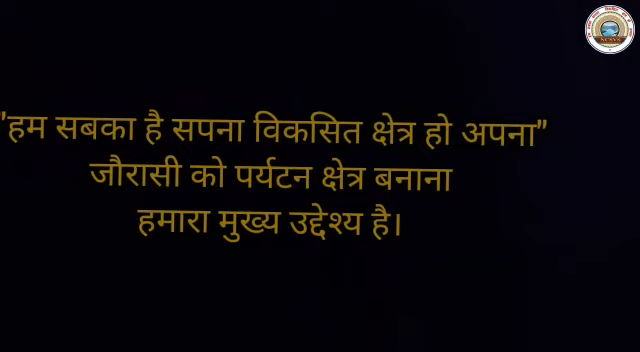 "हम सबका है सपना विकसित क्षेत्र हो अपना"
जौरासी को पर्यटन क्षेत्र बनाना
हमारा मुख्य उद्देश्य है।